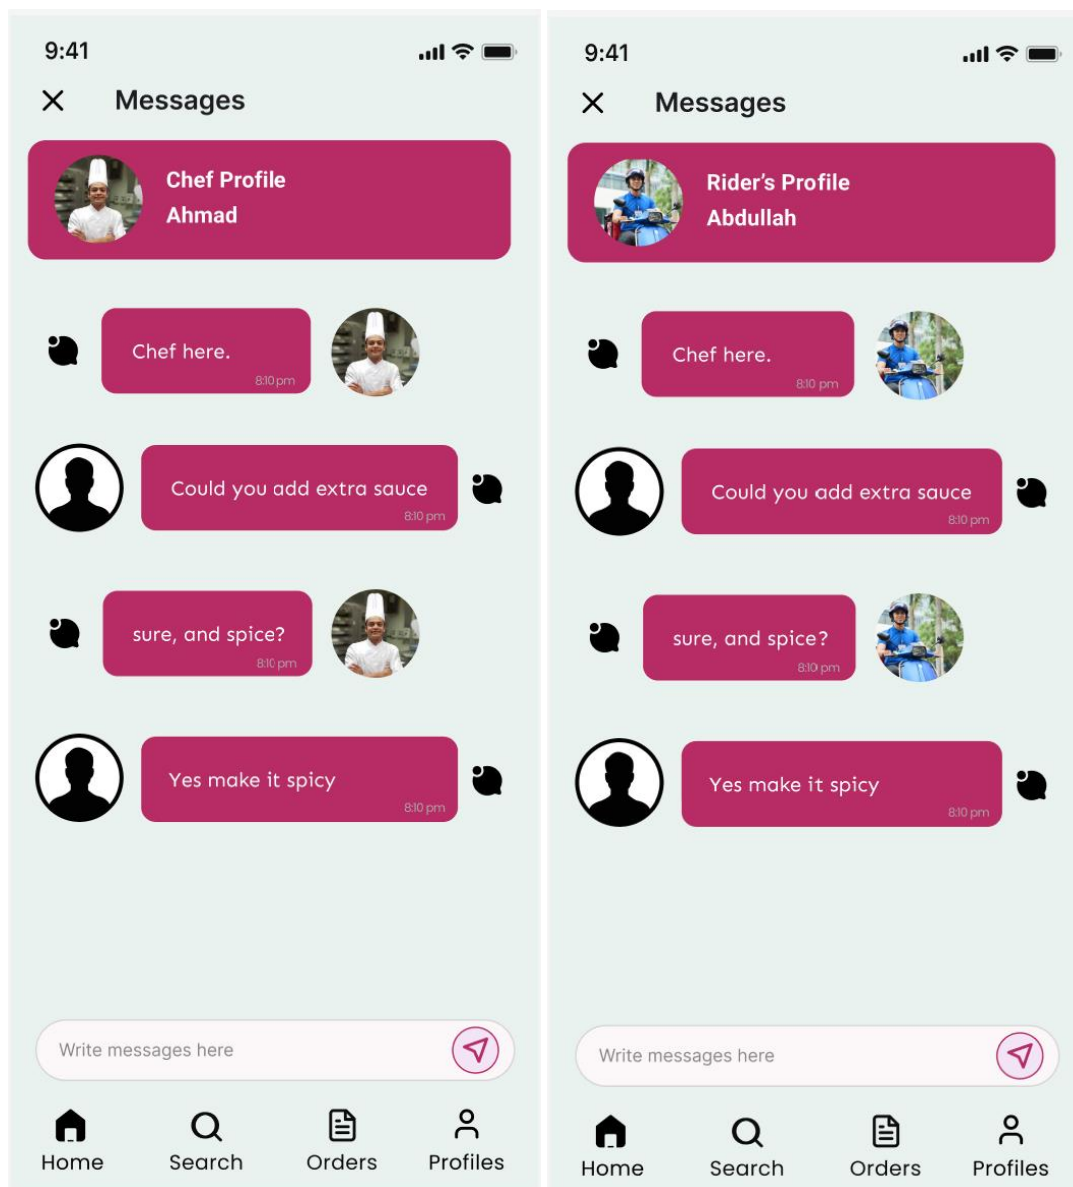 9:41
Messages
Chef Profile
Ahmad
Chef here.
8:10 pm
Could you add extra sauce
8:10 pm
sure, and spice?
8:10 pm
Yes make it spicy
8:10 pm
Write messages here
Home Search Orders Profiles
9:41
Messages
Rider's Profile
Abdullah
Chef here.
8:10 pm
Could you add extra sauce
8:10 pm
sure, and spice?
8:10 pm
Yes make it spicy
8:10 pm
Write messages here
Home Search Orders Profiles